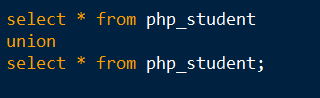 select * from php_student
union
select * from php_student;